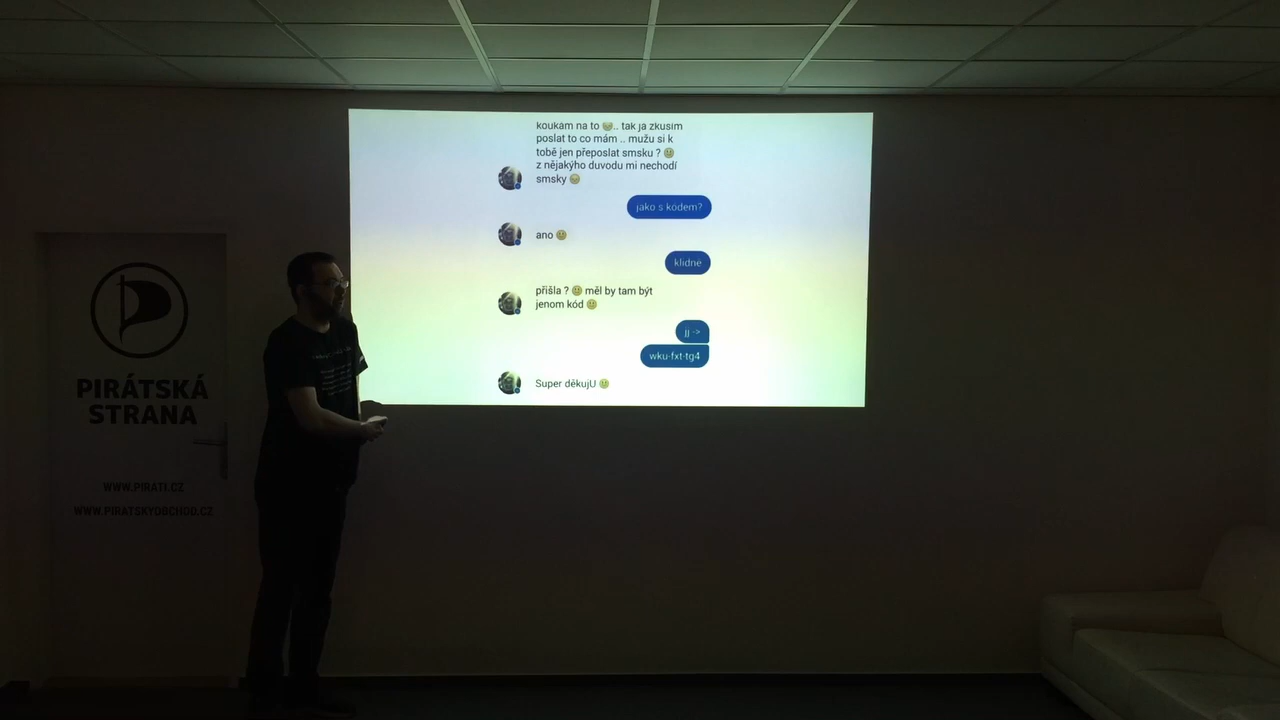 koukám na to 😀.. tak ja zkusim
poslat to co mám .. mužu si k
tobě jen přeposlat smsku ? 🙂
z nějakýho duvodu mi nechodí
smsky 🙂
jako s kódem?
ano 🙂
klidně
přišla ? 🙂 měl by tam být
jenom kód 🙂
jj ->
wku-fxt-tg4
Super děkujU 🙂
PIRÁTSKÁ
STRANA
WWW.PIRATI.CZ
WWW.PIRATSKYOBCHOD.CZ